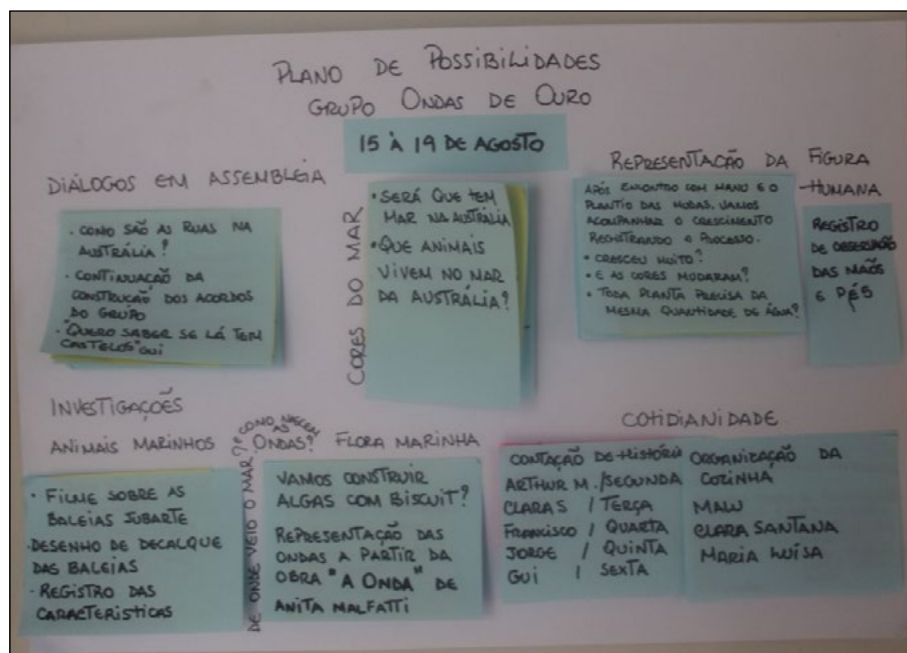 PLANO DE POSSIBILIDADES
GRUPO ONDAS DE OURO
15 À 19 DE AGOSTO
DIÁLOGOS EM ASSEMBLEIA
· COMO SÃO AS RUAS NA
AUSTRÁLIA?
· CONTINUAÇÃO DA
CONSTRUÇÃO DOS ACORDOS
DO GRUPO
· "QUERO SABER SE LÁ TEM
CASTELOS" GUI
CORES DO MAR
· SERÁ QUE TEM
MAR NA AUSTRÁLIA
· QUE ANIMAIS
VIVEM NO MAR
DA AUSTRÁLIA?
REPRESENTAÇÃO DA FIGURA
HUMANA
APÓS ENCONTRO COM MANU E O
PLANTIO DAS MUDAS, VAMOS
ACOMPANHAR O CRESCIMENTO
REGISTRANDO O PROCESSO.
· CRESCEU MUITO?
· E AS CORES MUDARAM?
· TODA PLANTA PRECISA DA
MESMA QUANTIDADE DE ÁGUA?
REGISTRO
DE OBSERVAÇÃO
DAS MÃOS
E PÉS
INVESTIGAÇÕES
ANIMAIS MARINHOS
· FILME SOBRE AS
BALEIAS JUBARTE
· DESENHO DE DECALQUE
DAS BALEIAS
· REGISTRO DAS
CARACTERÍSTICAS
DE ONDE VEIO O MAR?
COMO NASCEM
AS
ONDAS?
FLORA MARINHA
VAMOS CONSTRUIR
ALGAS COM BISCUIT?
REPRESENTAÇÃO DAS
ONDAS A PARTIR DA
OBRA "A ONDA" DE
ANITA MALFATTI
COTIDIANIDADE
CONTAÇÃO DE HISTÓRIA
ARTHUR M. / SEGUNDA
CLARA S / TERÇA
FRANCISCO / QUARTA
JORGE / QUINTA
GUI / SEXTA
ORGANIZAÇÃO DA
COZINHA
MALU
CLARA SANTANA
MARIA LUÍSA